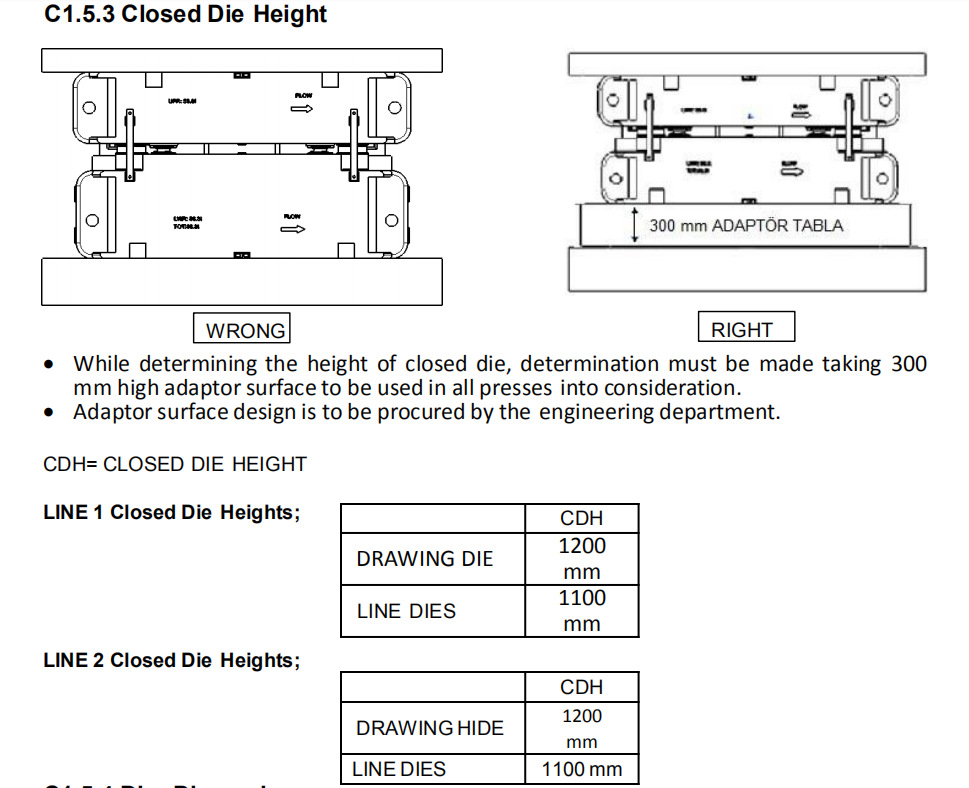 C1.5.3 Closed Die Height
FLOW
FLOW
300 mm ADAPTÖR TABLA
WRONG
RIGHT
• While determining the height of closed die, determination must be made taking 300
mm high adaptor surface to be used in all presses into consideration.
• Adaptor surface design is to be procured by the engineering department.
CDH= CLOSED DIE HEIGHT
LINE 1 Closed Die Heights;
CDH
DRAWING DIE
1200
mm
LINE DIES
1100
mm
LINE 2 Closed Die Heights;
CDH
DRAWING HIDE
1200
mm
LINE DIES
1100 mm